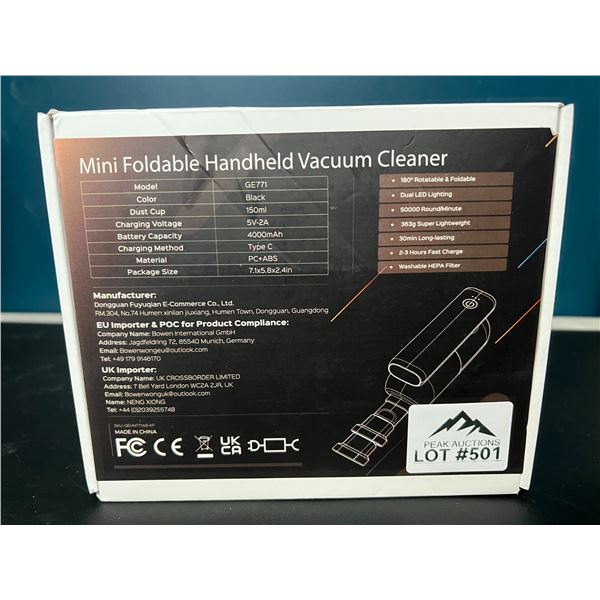 Mini Foldable Handheld Vacuum Cleaner
Model GE771
Color Black
Dust Cup 150ml
Charging Voltage 5V-2A
Battery Capacity 4000mAh
Charging Method Type C
Material PC+ABS
Package Size 7.1x5.8x2.4in
• 180° Rotatable & Foldable
• Dual LED Lighting
• 50000 Round/Minute
• 363g Super Lightweight
• 30min Long-lasting
• 2-3 Hours Fast Charge
• Washable HEPA Filter
Manufacturer:
Dongguan Fuyuqian E-Commerce Co., Ltd.
RM.304, No.74 Humen xinlian jiuxiang, Humen Town, Dongguan, Guangdong
EU Importer & POC for Product Compliance:
Company Name: Bowen International GmbH
Address: Jagdfeldring 72, 85540 Munich, Germany
Email: Bowenwongeu@outlook.com
Tel: +49 179 9146170
UK Importer:
Company Name: UK CROSSBORDER LIMITED
Address: 7 Bell Yard London WC2A 2JR, UK
Email: Bowenwonguk@outlook.com
Name: NENG XIONG
Tel: +44 (0)2039255748
MADE IN CHINA
FC CE UK CA
PEAK AUCTIONS
LOT #501